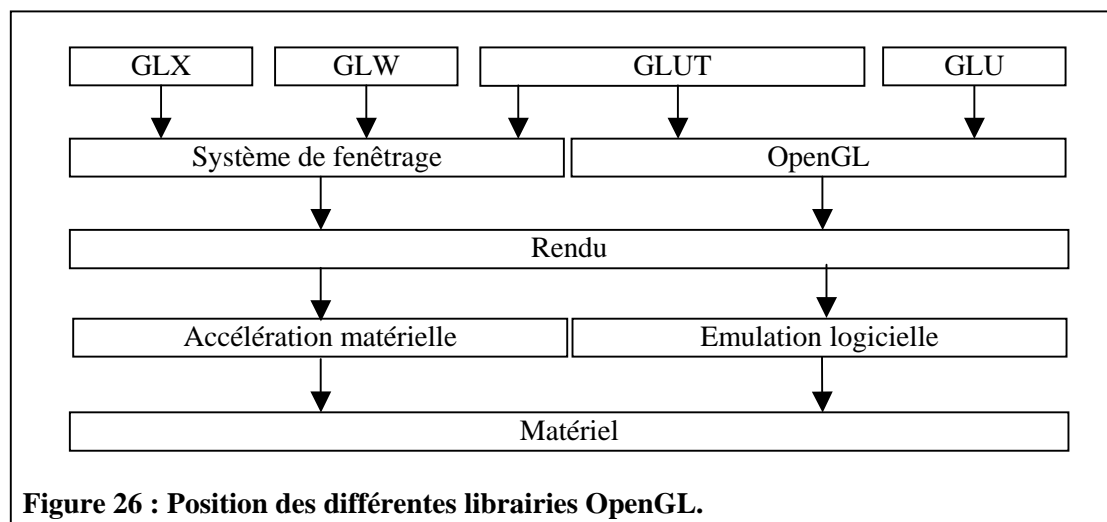 GLX GLW GLUT GLU
Système de fenêtrage OpenGL
Rendu
Accélération matérielle Emulation logicielle
Matériel
Figure 26 : Position des différentes librairies OpenGL.